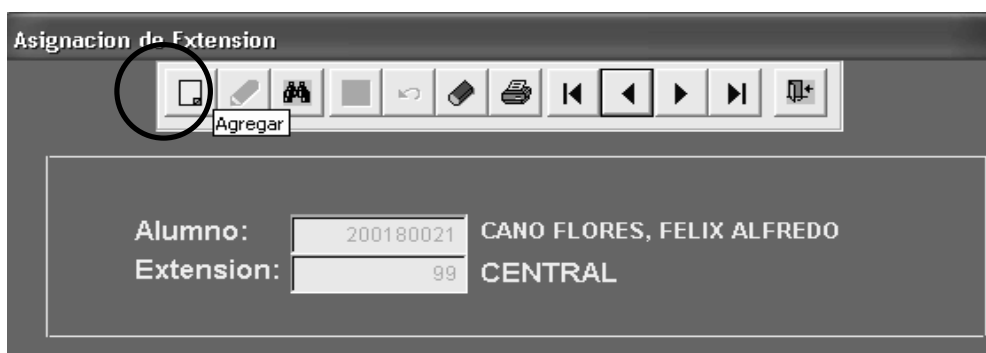 Asignacion de Extension
Agregar
Alumno: 200180021 CANO FLORES, FELIX ALFREDO
Extension: 99 CENTRAL